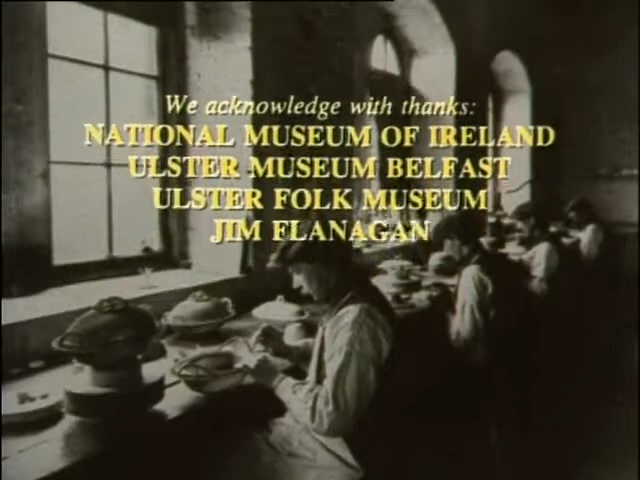 We acknowledge with thanks:
NATIONAL MUSEUM OF IRELAND
ULSTER MUSEUM BELFAST
ULSTER FOLK MUSEUM
JIM FLANAGAN